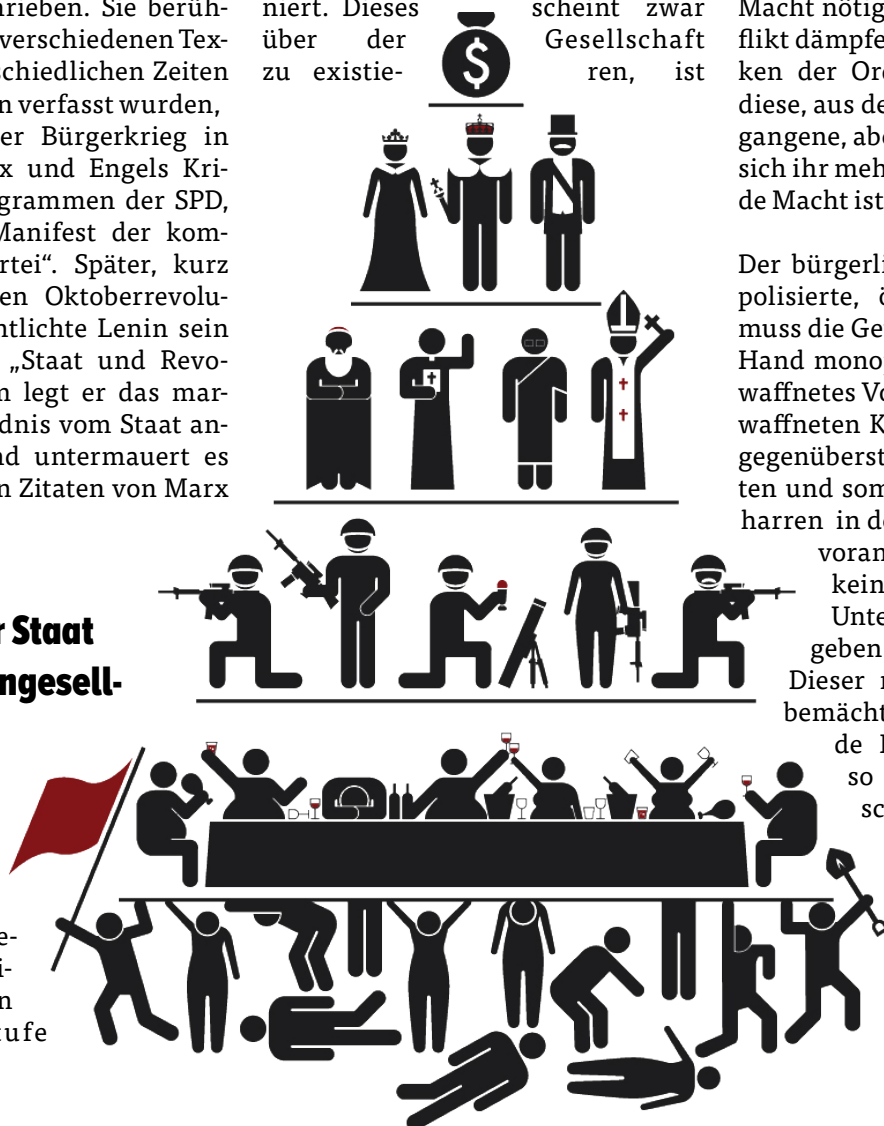 hrieben. Sie berüh-
verschiedenen Tex-
schiedlichen Zeiten
n verfasst wurden,
er Bürgerkrieg in
x und Engels Kri-
grammen der SPD,
Manifest der kom-
rtei“. Später, kurz
en Oktoberrevolu-
ntlichte Lenin sein
„Staat und Revo-
n legt er das mar-
dnis vom Staat an-
nd untermauert es
n Zitaten von Marx
r Staat
ngesell-
e-
i-
n
tufe
niert. Dieses scheint zwar
über der Gesellschaft
zu existie- ren, ist
$
Macht nötig
flikt dämpfe
ken der Ord
diese, aus de
gangene, abe
sich ihr meh
de Macht ist
Der bürgerli
polisierte, ö
muss die Ge
Hand monop
waffnetes Vo
waffneten K
gegenüberst
ten und som
harren in de
voran
kein
Unte
geben
Dieser
bemächt
de
so
sc